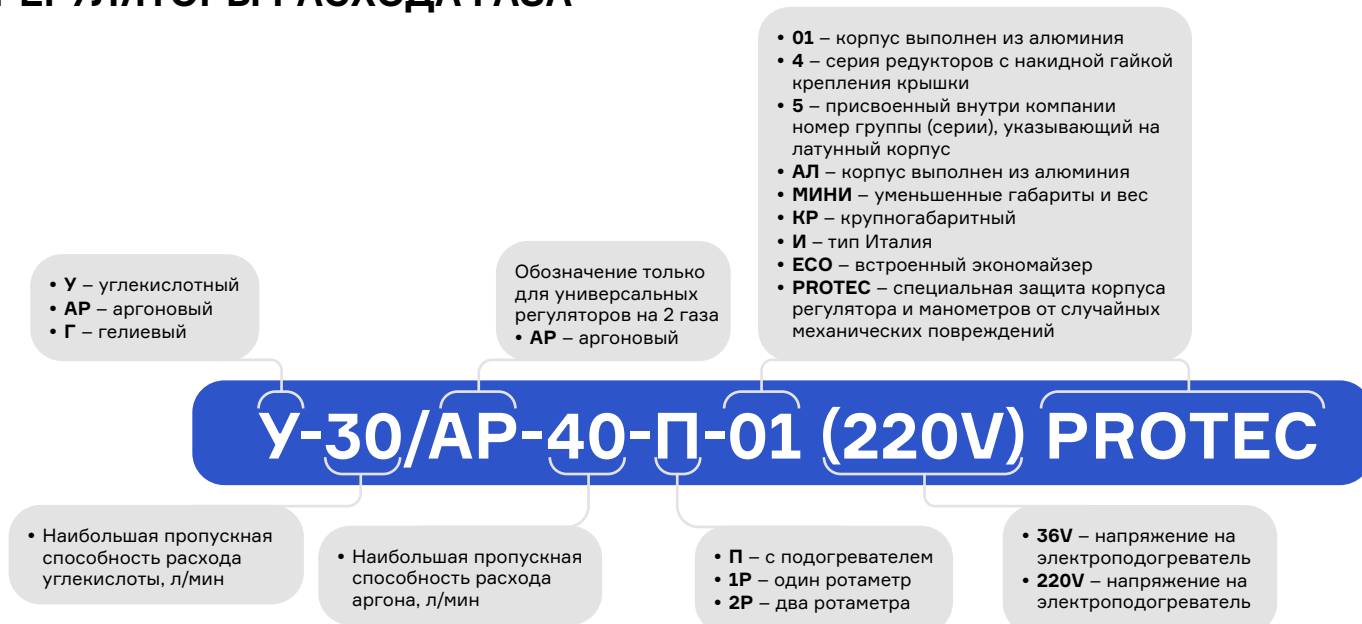 РЕГУЛЯТОРЫ РАСХОДА ГАЗА
• 01 – корпус выполнен из алюминия
• 4 – серия редукторов с накидной гайкой
крепления крышки
• 5 – присвоенный внутри компании
номер группы (серии), указывающий на
латунный корпус
• АЛ – корпус выполнен из алюминия
• МИНИ – уменьшенные габариты и вес
• КР – крупногабаритный
• И – тип Италия
• ECO – встроенный экономайзер
• PROTEC – специальная защита корпуса
регулятора и манометров от случайных
механических повреждений
• У – углекислотный
• АР – аргоновый
• Г – гелиевый
Обозначение только
для универсальных
регуляторов на 2 газа
• АР – аргоновый
У-30/АР-40-П-01 (220V) PROTEC
• Наибольшая пропускная
способность расхода
углекислоты, л/мин
• Наибольшая пропускная
способность расхода
аргона, л/мин
• П – с подогревателем
• 1Р – один ротаметр
• 2Р – два ротаметра
• 36V – напряжение на
электроподогреватель
• 220V – напряжение на
электроподогреватель